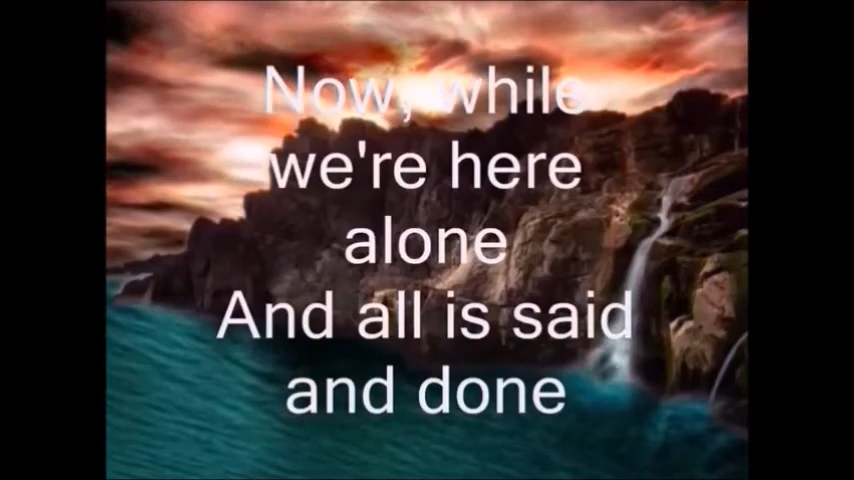 Now, while
we're here
alone
And all is said
and done